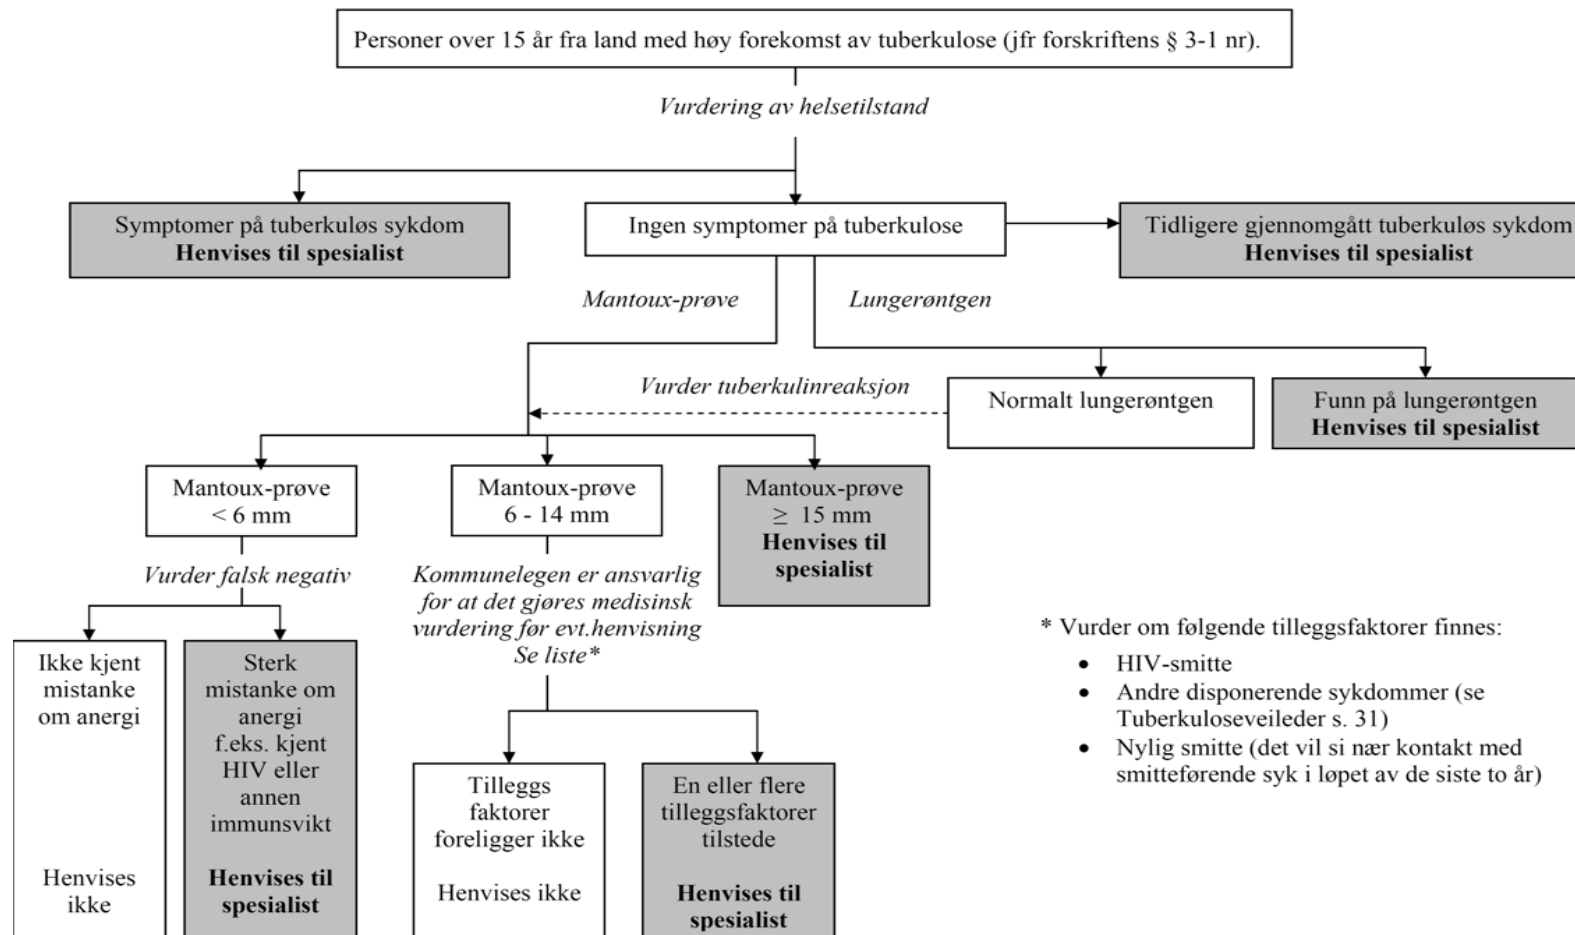 Personer over 15 år fra land med høy forekomst av tuberkulose (jfr forskriftens § 3-1 nr).
Vurdering av helsetilstand
Symptomer på tuberkuløs sykdom
Henvises til spesialist
Ingen symptomer på tuberkulose
Tidligere gjennomgått tuberkuløs sykdom
Henvises til spesialist
Mantoux-prøve
Lungerøntgen
Vurder tuberkulinreaksjon
Normalt lungerøntgen
Funn på lungerøntgen
Henvises til spesialist
Mantoux-prøve
< 6 mm
Mantoux-prøve
6 - 14 mm
Mantoux-prøve
≥ 15 mm
Henvises til
spesialist
Vurder falsk negativ
Kommunelegen er ansvarlig
for at det gjøres medisinsk
vurdering før evt.henvisning
Se liste*
Ikke kjent
mistanke
om anergi
Henvises
ikke
Sterk
mistanke om
anergi
f.eks. kjent
HIV eller
annen
immunsvikt
Henvises til
spesialist
Tilleggs
faktorer
foreligger ikke
Henvises ikke
En eller flere
tilleggsfaktorer
tilstede
Henvises til
spesialist
* Vurder om følgende tilleggsfaktorer finnes:
• HIV-smitte
• Andre disponerende sykdommer (se
Tuberkuloseveileder s. 31)
• Nylig smitte (det vil si nær kontakt med
smitteførende syk i løpet av de siste to år)